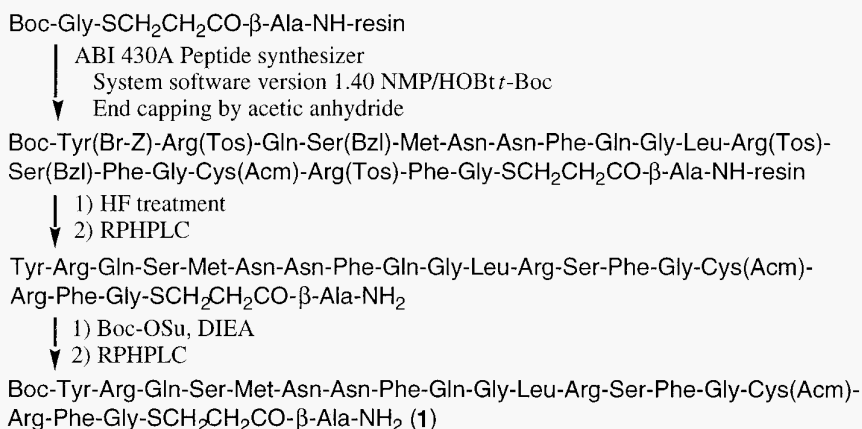 Boc-Gly-SCH2CH2CO-β-Ala-NH-resin
ABI 430A Peptide synthesizer
System software version 1.40 NMP/HOBt t-Boc
End capping by acetic anhydride
Boc-Tyr(Br-Z)-Arg(Tos)-Gln-Ser(Bzl)-Met-Asn-Asn-Phe-Gln-Gly-Leu-Arg(Tos)-
Ser(Bzl)-Phe-Gly-Cys(Acm)-Arg(Tos)-Phe-Gly-SCH2CH2CO-β-Ala-NH-resin
1) HF treatment
2) RPHPLC
Tyr-Arg-Gln-Ser-Met-Asn-Asn-Phe-Gln-Gly-Leu-Arg-Ser-Phe-Gly-Cys(Acm)-
Arg-Phe-Gly-SCH2CH2CO-β-Ala-NH2
1) Boc-OSu, DIEA
2) RPHPLC
Boc-Tyr-Arg-Gln-Ser-Met-Asn-Asn-Phe-Gln-Gly-Leu-Arg-Ser-Phe-Gly-Cys(Acm)-
Arg-Phe-Gly-SCH2CH2CO-β-Ala-NH2 (1)